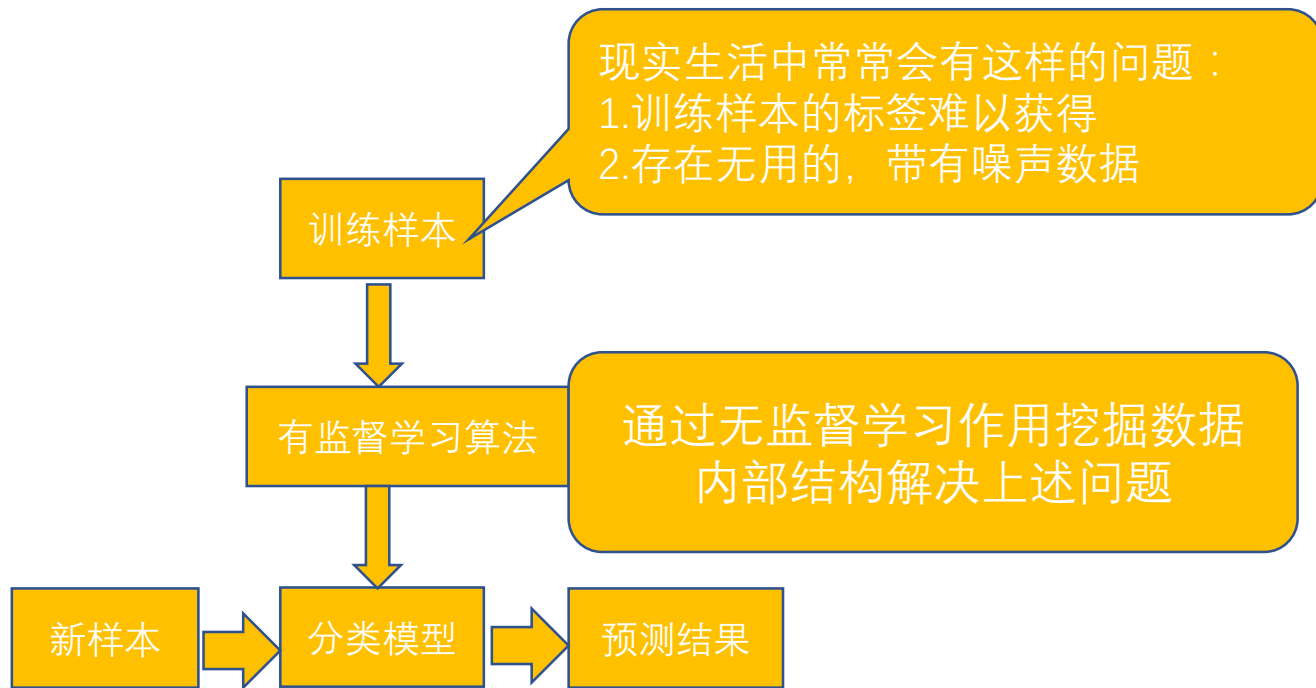 现实生活中常常会有这样的问题：
1.训练样本的标签难以获得
2.存在无用的，带有噪声数据
训练样本
有监督学习算法
通过无监督学习作用挖掘数据
内部结构解决上述问题
新样本
分类模型
预测结果